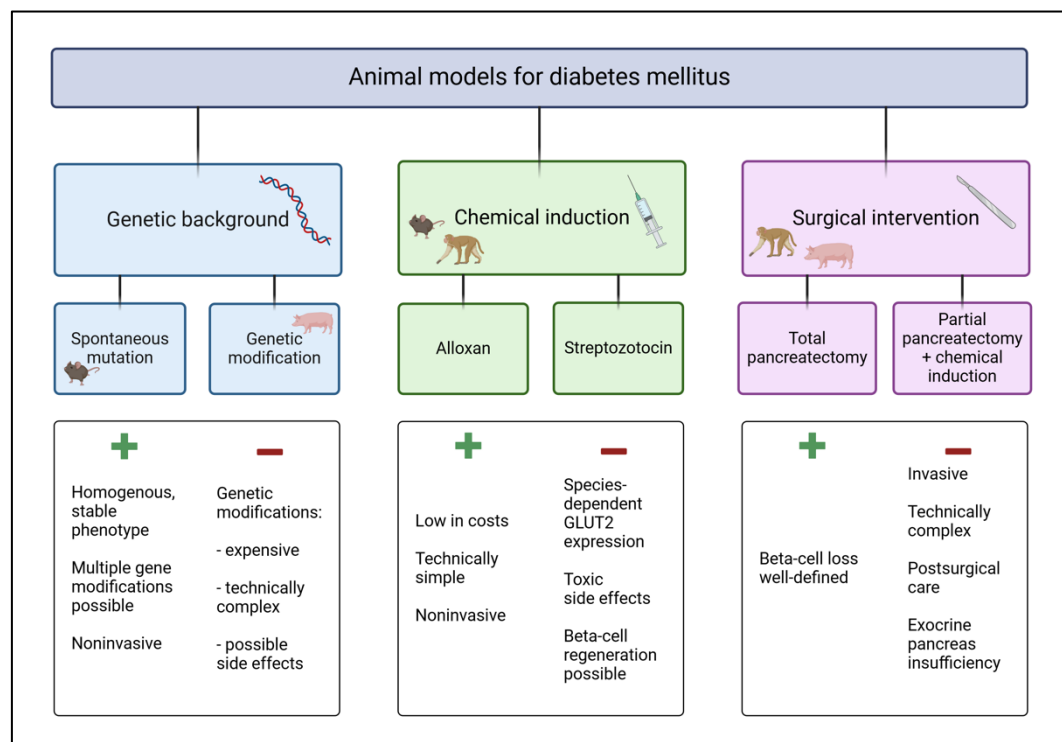 Animal models for diabetes mellitus
Genetic background
Chemical induction
Surgical intervention
Spontaneous
mutation
Genetic
modification
Alloxan
Streptozotocin
Total
pancreatectomy
Partial
pancreatectomy
+ chemical
induction
+
Homogenous,
stable
phenotype
Multiple gene
modifications
possible
Noninvasive
−
Genetic
modifications:
- expensive
- technically
complex
- possible
side effects
+
Low in costs
Technically
simple
Noninvasive
−
Species-
dependent
GLUT2
expression
Toxic
side effects
Beta-cell
regeneration
possible
+
Beta-cell loss
well-defined
−
Invasive
Technically
complex
Postsurgical
care
Exocrine
pancreas
insufficiency